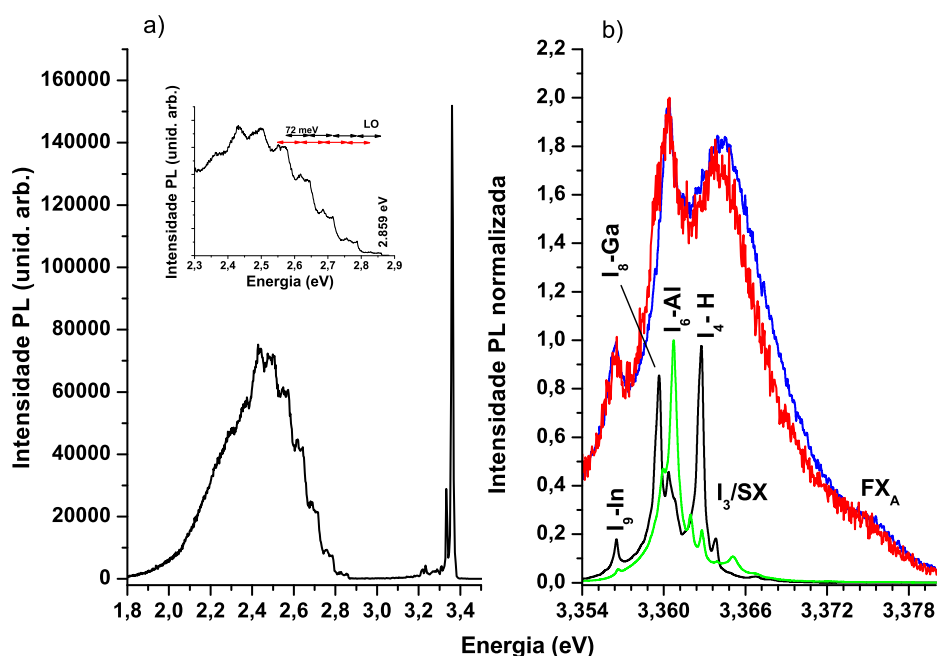 a)
Intensidade PL (unid. arb.)
160000
140000
120000
100000
80000
60000
40000
20000
0
1,8
2,0
2,2
2,4
2,6
2,8
3,0
3,2
3,4
Intensidade PL (unid. arb.)
72 meV
LO
2.859 eV
2,3
2,4
2,5
2,6
2,7
2,8
2,9
Energia (eV)
b)
Intensidade PL normalizada
2,2
2,0
1,8
1,6
1,4
1,2
1,0
0,8
0,6
0,4
0,2
0,0
I8-Ga
I6-Al
I4- H
I9-In
I3/SX
FXA
3,354
3,360
3,366
3,372
3,378
Energia (eV)